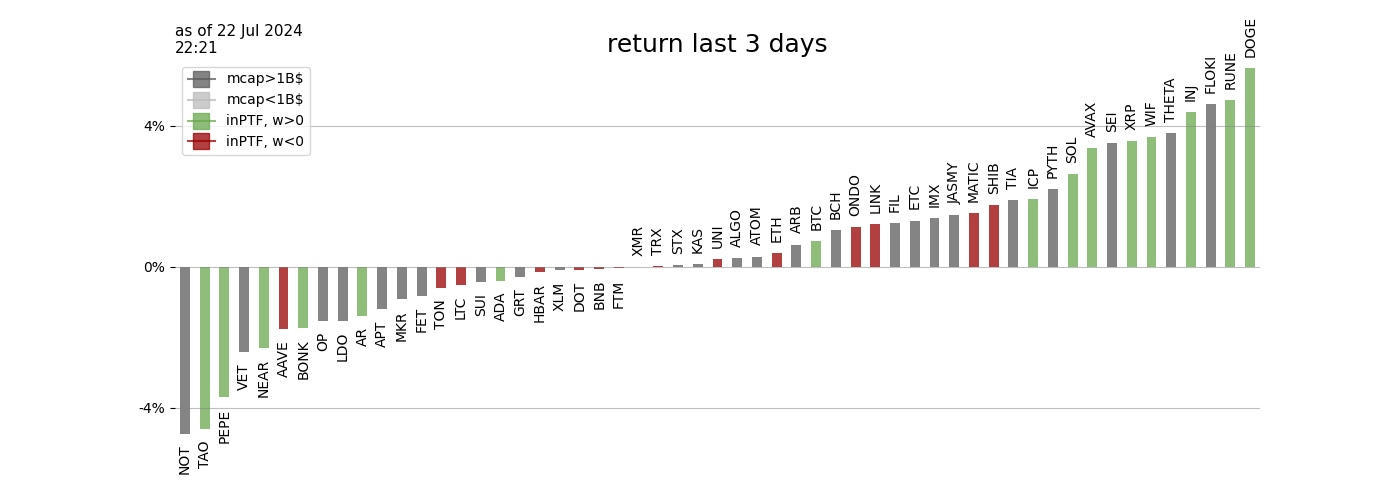 as of 22 Jul 2024
22:21
return last 3 days
mcap>1B$
mcap<1B$
inPTF, w>0
inPTF, w<0
4%
0%
-4%
NOT
TAO
PEPE
VET
NEAR
AAVE
BONK
OP
LDO
AR
APT
MKR
FET
TON
LTC
SUI
ADA
GRT
HBAR
XLM
DOT
BNB
FTM
XMR
TRX
STX
KAS
UNI
ALGO
ATOM
ETH
ARB
BTC
BCH
ONDO
LINK
FIL
ETC
IMX
JASMY
MATIC
SHIB
TIA
ICP
PYTH
SOL
AVAX
SEI
XRP
WIF
THETA
INJ
FLOKI
RUNE
DOGE